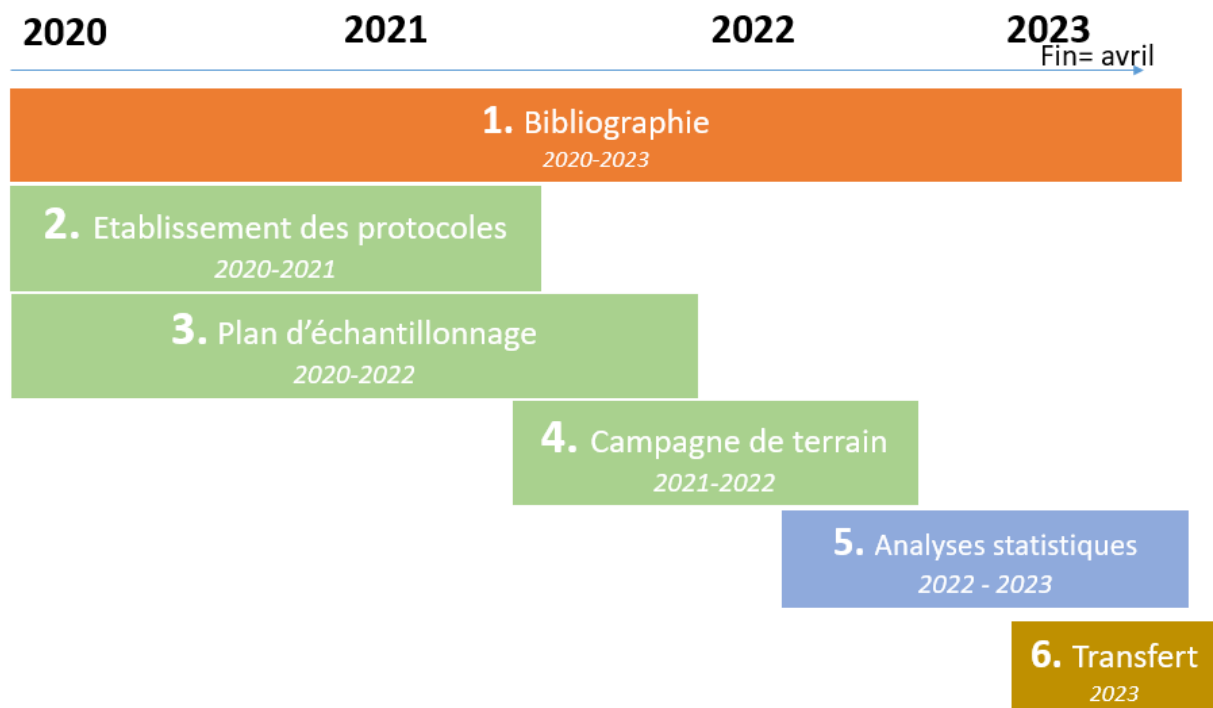 2020 2021 2022 2023
Fin= avril
1. Bibliographie
2020-2023
2. Etablissement des protocoles
2020-2021
3. Plan d'échantillonnage
2020-2022
4. Campagne de terrain
2021-2022
5. Analyses statistiques
2022 - 2023
6. Transfert
2023